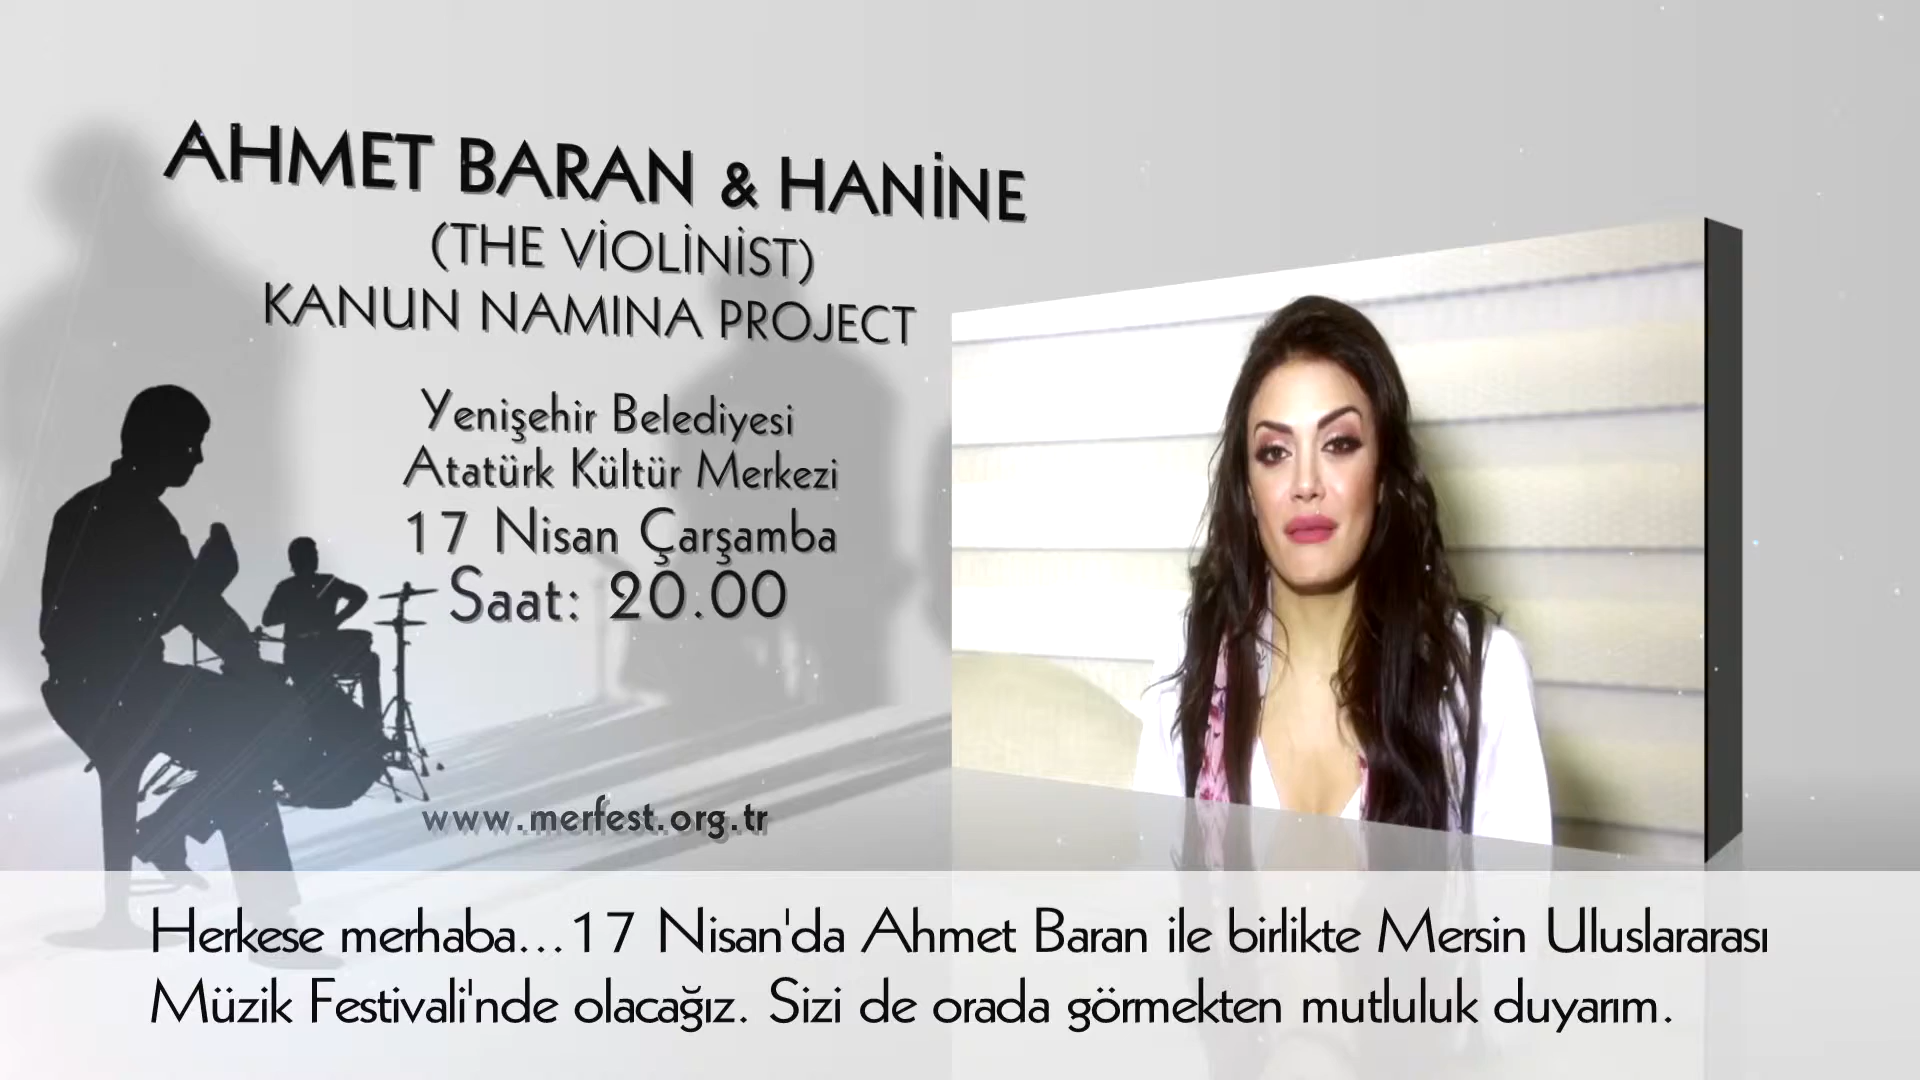 AHMET BARAN & HANİNE
(THE VİOLİNİST)
KANUN NAMINA PROJECT
Yenişehir Belediyesi
Atatürk Kültür Merkezi
17 Nisan Çarşamba
Saat: 20.00
www.merfest.org.tr
Herkese merhaba...17 Nisan'da Ahmet Baran ile birlikte Mersin Uluslararası
Müzik Festivali'nde olacağız. Sizi de orada görmekten mutluluk duyarım.